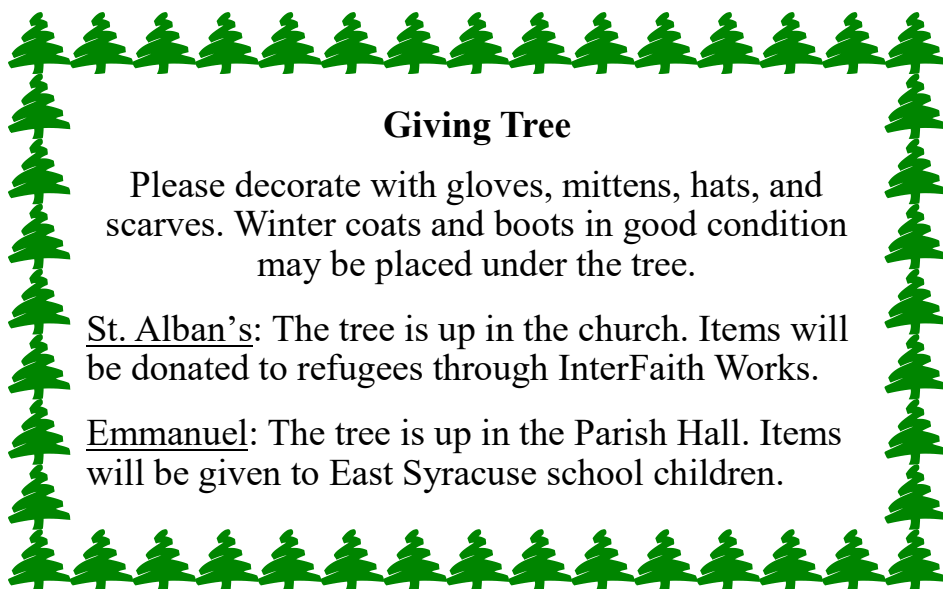 Giving Tree
Please decorate with gloves, mittens, hats, and
scarves. Winter coats and boots in good condition
may be placed under the tree.
St. Alban’s: The tree is up in the church. Items will
be donated to refugees through InterFaith Works.
Emmanuel: The tree is up in the Parish Hall. Items
will be given to East Syracuse school children.